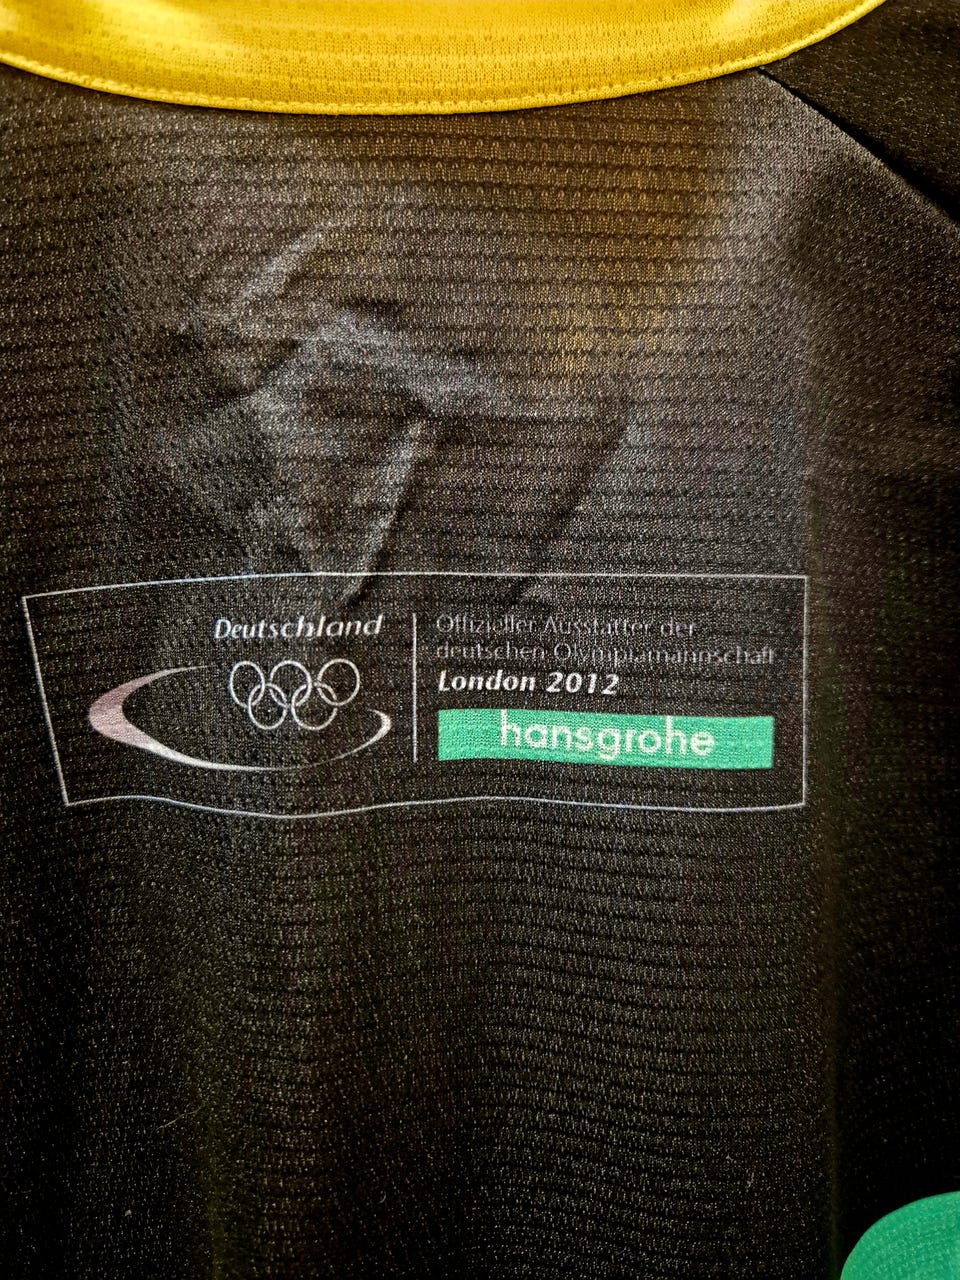 Deutschland
Offizieller Ausstatter der
deutschen Olympiamannschaft
London 2012
hansgrohe